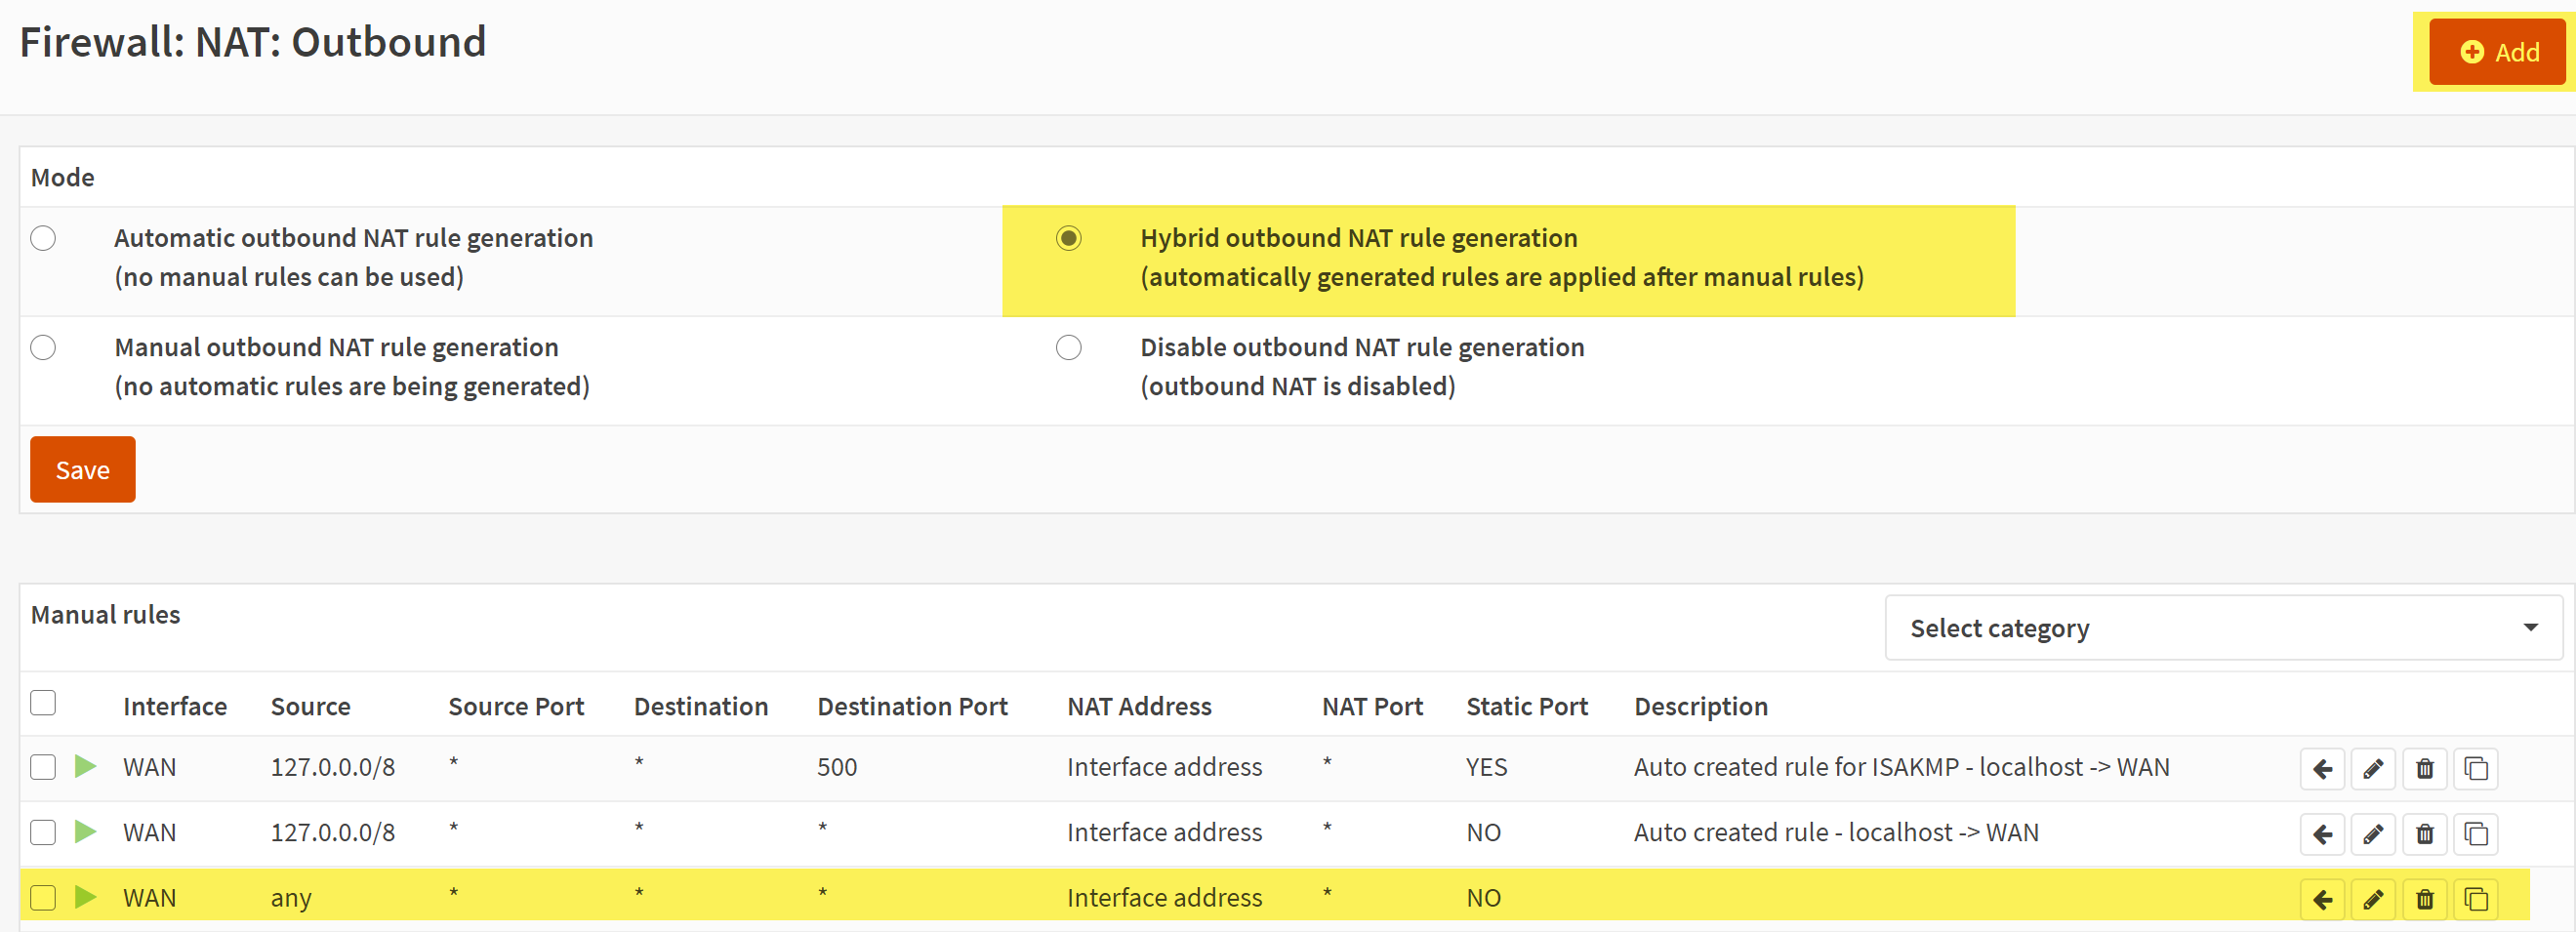 Firewall: NAT: Outbound
Add
Mode
Automatic outbound NAT rule generation
(no manual rules can be used)
Hybrid outbound NAT rule generation
(automatically generated rules are applied after manual rules)
Manual outbound NAT rule generation
(no automatic rules are being generated)
Disable outbound NAT rule generation
(outbound NAT is disabled)
Save
Manual rules
Select category
Interface Source Source Port Destination Destination Port NAT Address NAT Port Static Port Description
WAN 127.0.0.0/8 * * 500 Interface address * YES Auto created rule for ISAKMP - localhost -> WAN
WAN 127.0.0.0/8 * * * Interface address * NO Auto created rule - localhost -> WAN
WAN any * * * Interface address * NO